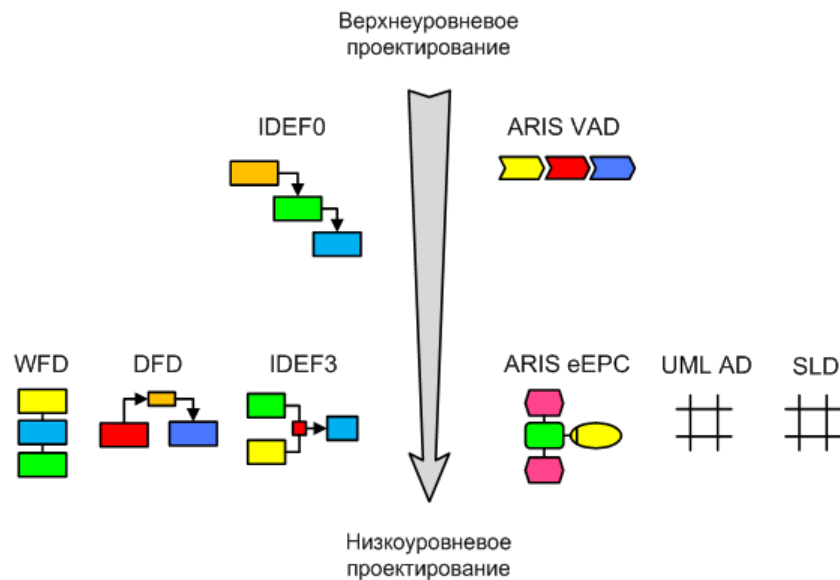 Верхнеуровневое
проектирование
IDEF0
ARIS VAD
WFD
DFD
IDEF3
ARIS eEPC
UML AD
SLD
Низкоуровневое
проектирование